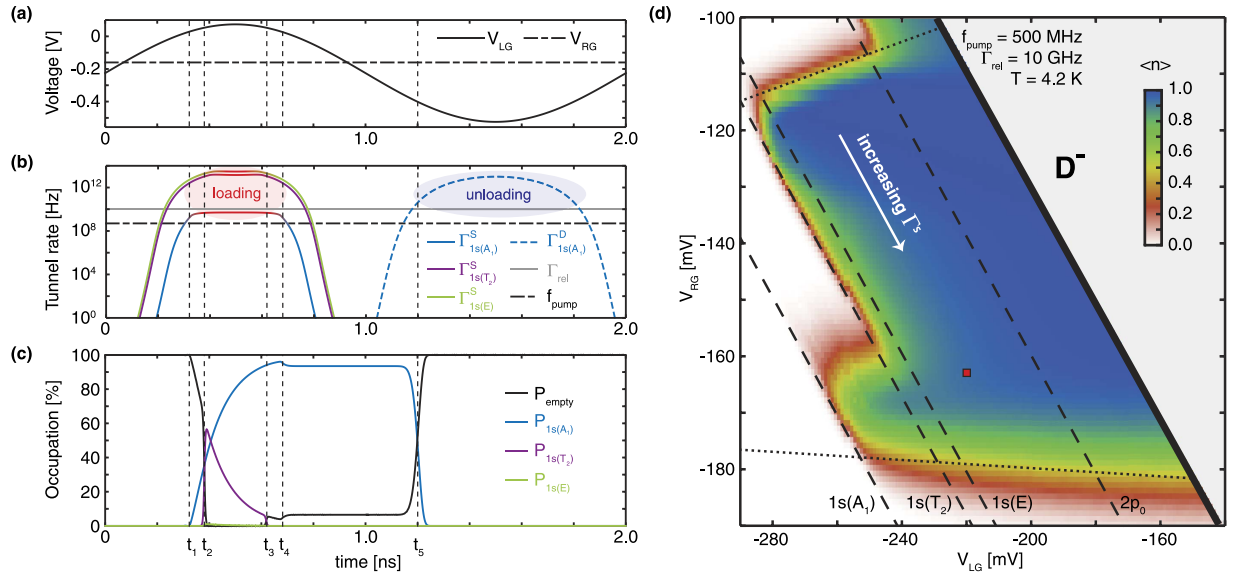 (a)
Voltage [V]
0
-0.2
-0.4
V_LG
V_RG
0
1.0
2.0
(b)
Tunnel rate [Hz]
10^12
10^8
10^4
10^0
loading
unloading
Γ^S_1s(A₁)
Γ^D_1s(A₁)
Γ^S_1s(T₂)
Γ_rel
Γ^S_1s(E)
f_pump
0
1.0
2.0
(c)
Occupation [%]
100
80
60
40
20
0
P_empty
P_1s(A₁)
P_1s(T₂)
P_1s(E)
0
t₁
t₂
t₃
t₄
1.0
t₅
2.0
time [ns]
(d)
V_RG [mV]
-100
-120
-140
-160
-180
f_pump = 500 MHz
Γ_rel = 10 GHz
T = 4.2 K
<n>
1.0
0.8
0.6
0.4
0.2
0.0
D⁻
increasing Γ^s
1s(A₁)
1s(T₂)
1s(E)
2p₀
-280
-240
-200
-160
V_LG [mV]